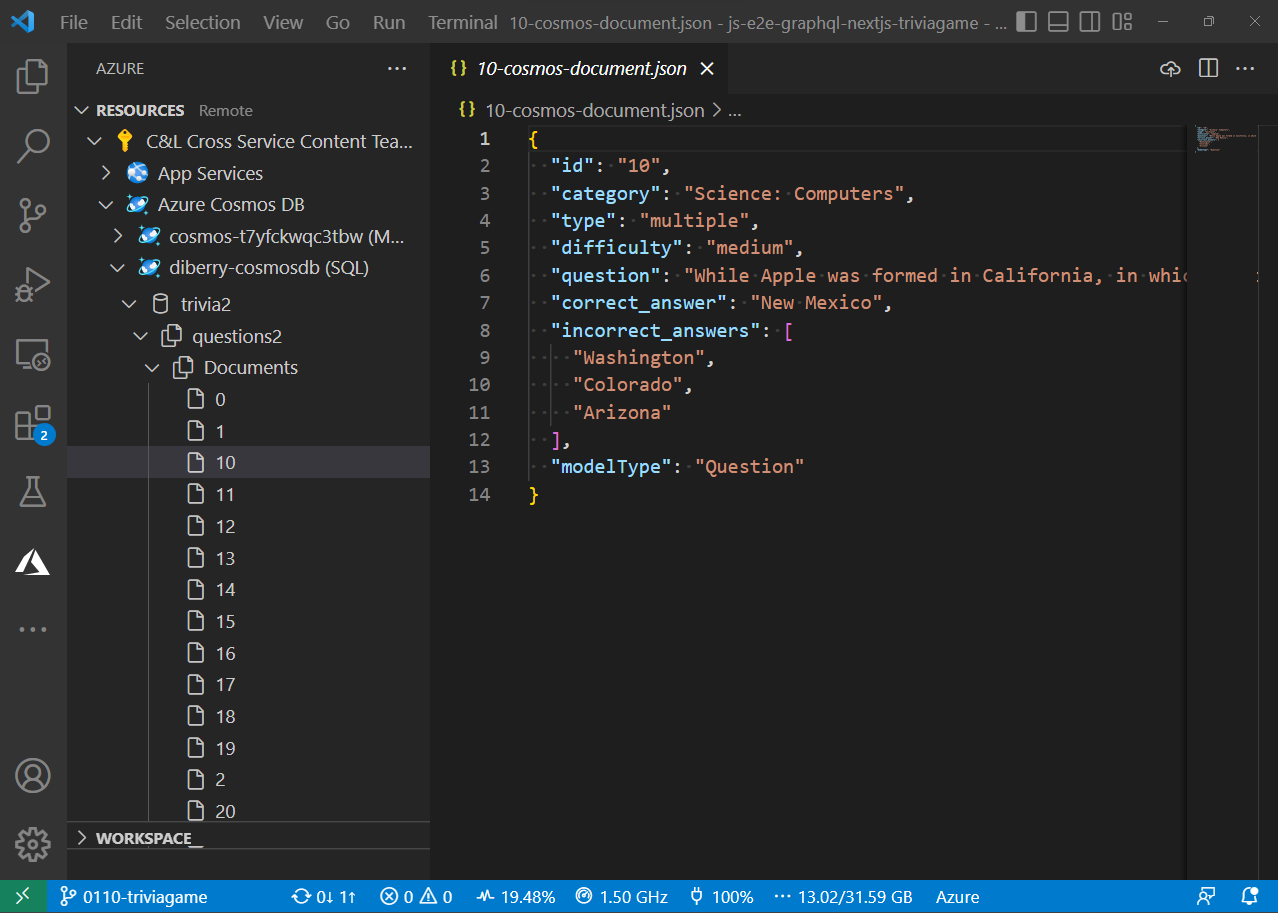 File Edit Selection View Go Run Terminal 10-cosmos-document.json - js-e2e-graphql-nextjs-triviagame - ...
AZURE
RESOURCES Remote
C&L Cross Service Content Tea...
App Services
Azure Cosmos DB
cosmos-t7yfckwqc3tbw (M...
diberry-cosmosdb (SQL)
trivia2
questions2
Documents
0
1
10
11
12
13
14
15
16
17
18
19
2
20
WORKSPACE
2
{} 10-cosmos-document.json
{} 10-cosmos-document.json > ...
1 {
2 "id": "10",
3 "category": "Science: Computers",
4 "type": "multiple",
5 "difficulty": "medium",
6 "question": "While Apple was formed in California, in whic
7 "correct_answer": "New Mexico",
8 "incorrect_answers": [
9 "Washington",
10 "Colorado",
11 "Arizona"
12 ],
13 "modelType": "Question"
14 }
0110-triviagame 0↓ 1↑ 0 0 19.48% 1.50 GHz 100% 13.02/31.59 GB Azure